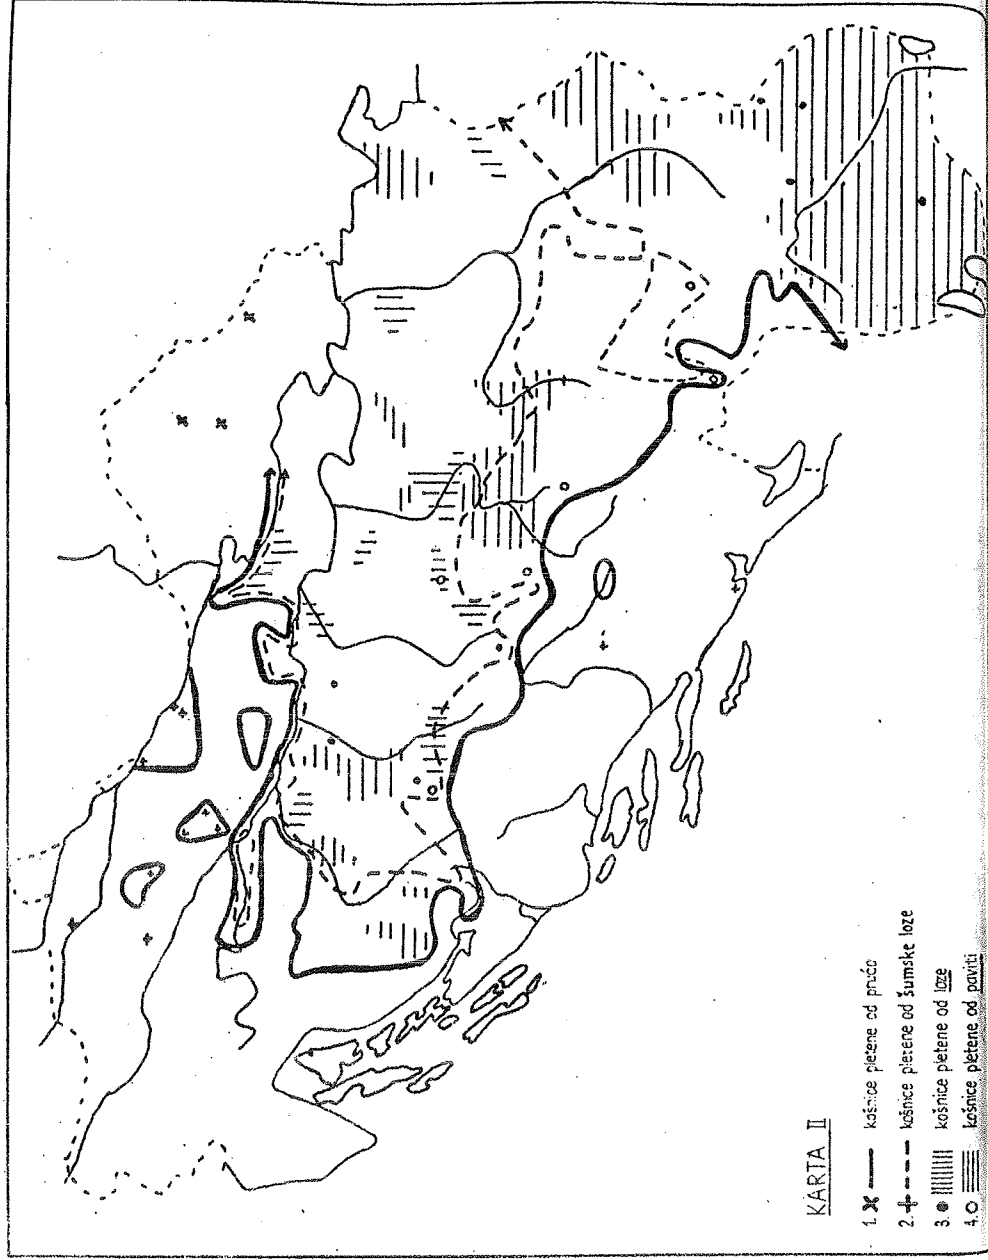 KARTA II
1. x košnice pletene od pruća
2. + košnice pletene od šumske loze
3. ● košnice pletene od loze
4. o košnice pletene od paviti